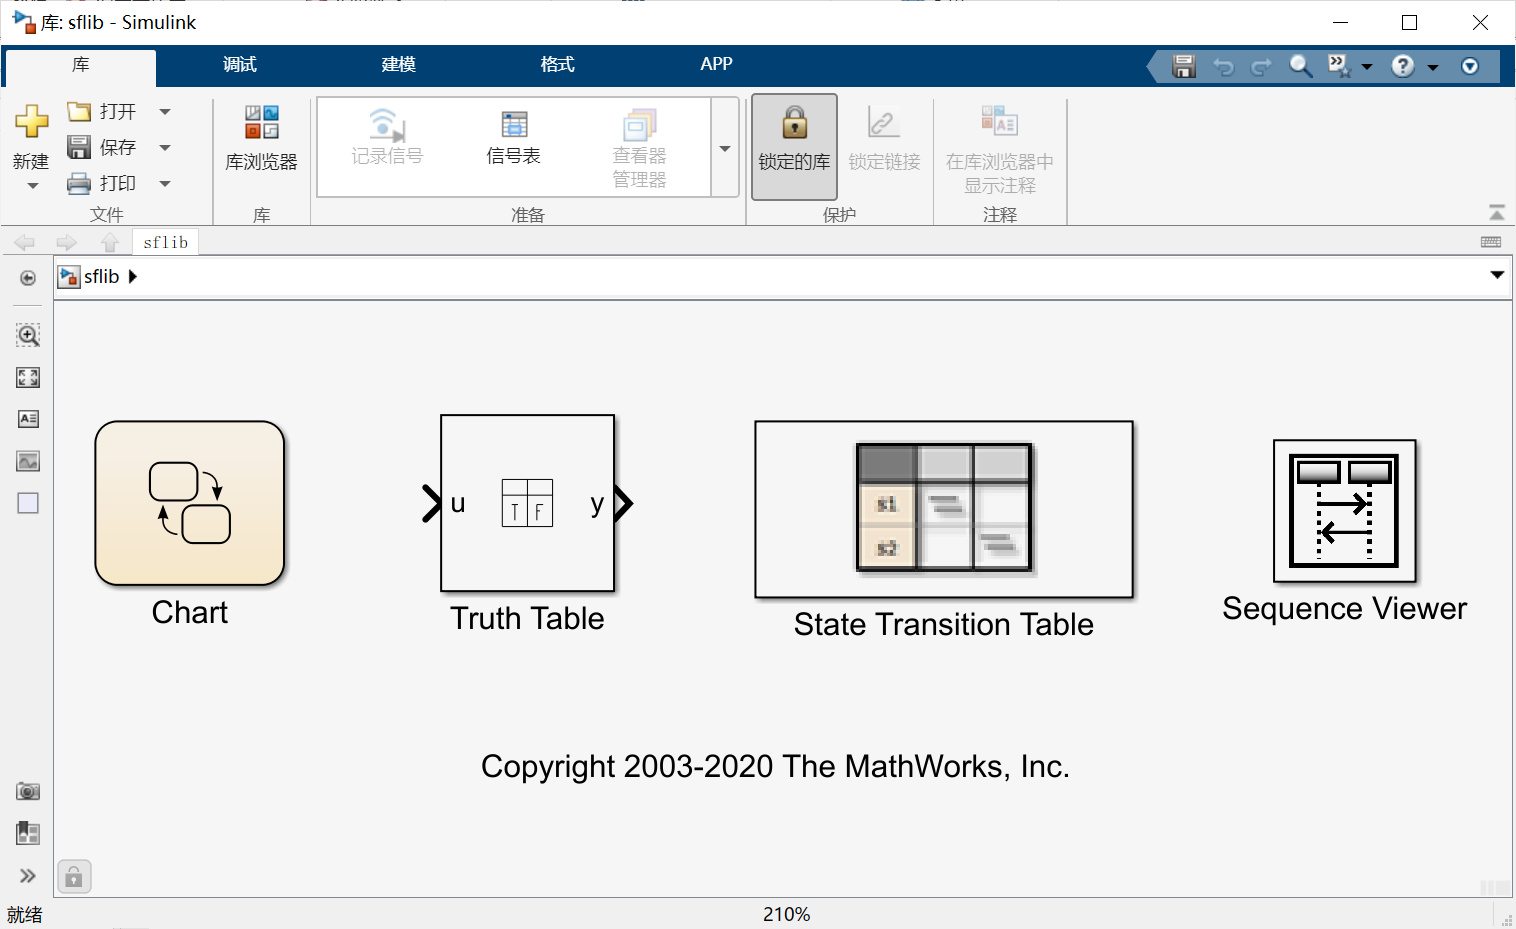 库: sflib - Simulink
库
调试
建模
格式
APP
新建
打开
保存
打印
文件
库浏览器
库
记录信号
信号表
查看器
管理器
准备
锁定的库
锁定链接
保护
在库浏览器中
显示注释
注释
sflib
sflib
Chart
u
T F
y
Truth Table
s1
s2
State Transition Table
Sequence Viewer
Copyright 2003-2020 The MathWorks, Inc.
就绪
210%